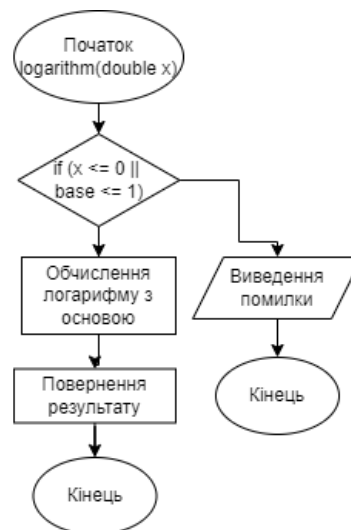 Початок
logarithm(double x)
if (x <= 0 ||
base <= 1)
Обчислення
логарифму з
основою
Виведення
помилки
Повернення
результату
Кінець
Кінець